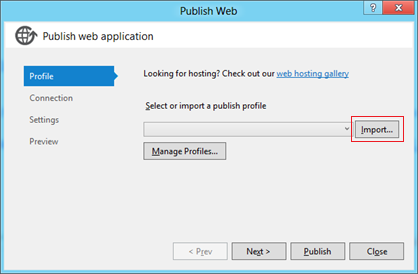 Publish Web
?
Publish web application
Profile
Connection
Settings
Preview
Looking for hosting? Check out our web hosting gallery
Select or import a publish profile
Import...
Manage Profiles...
< Prev
Next >
Publish
Close